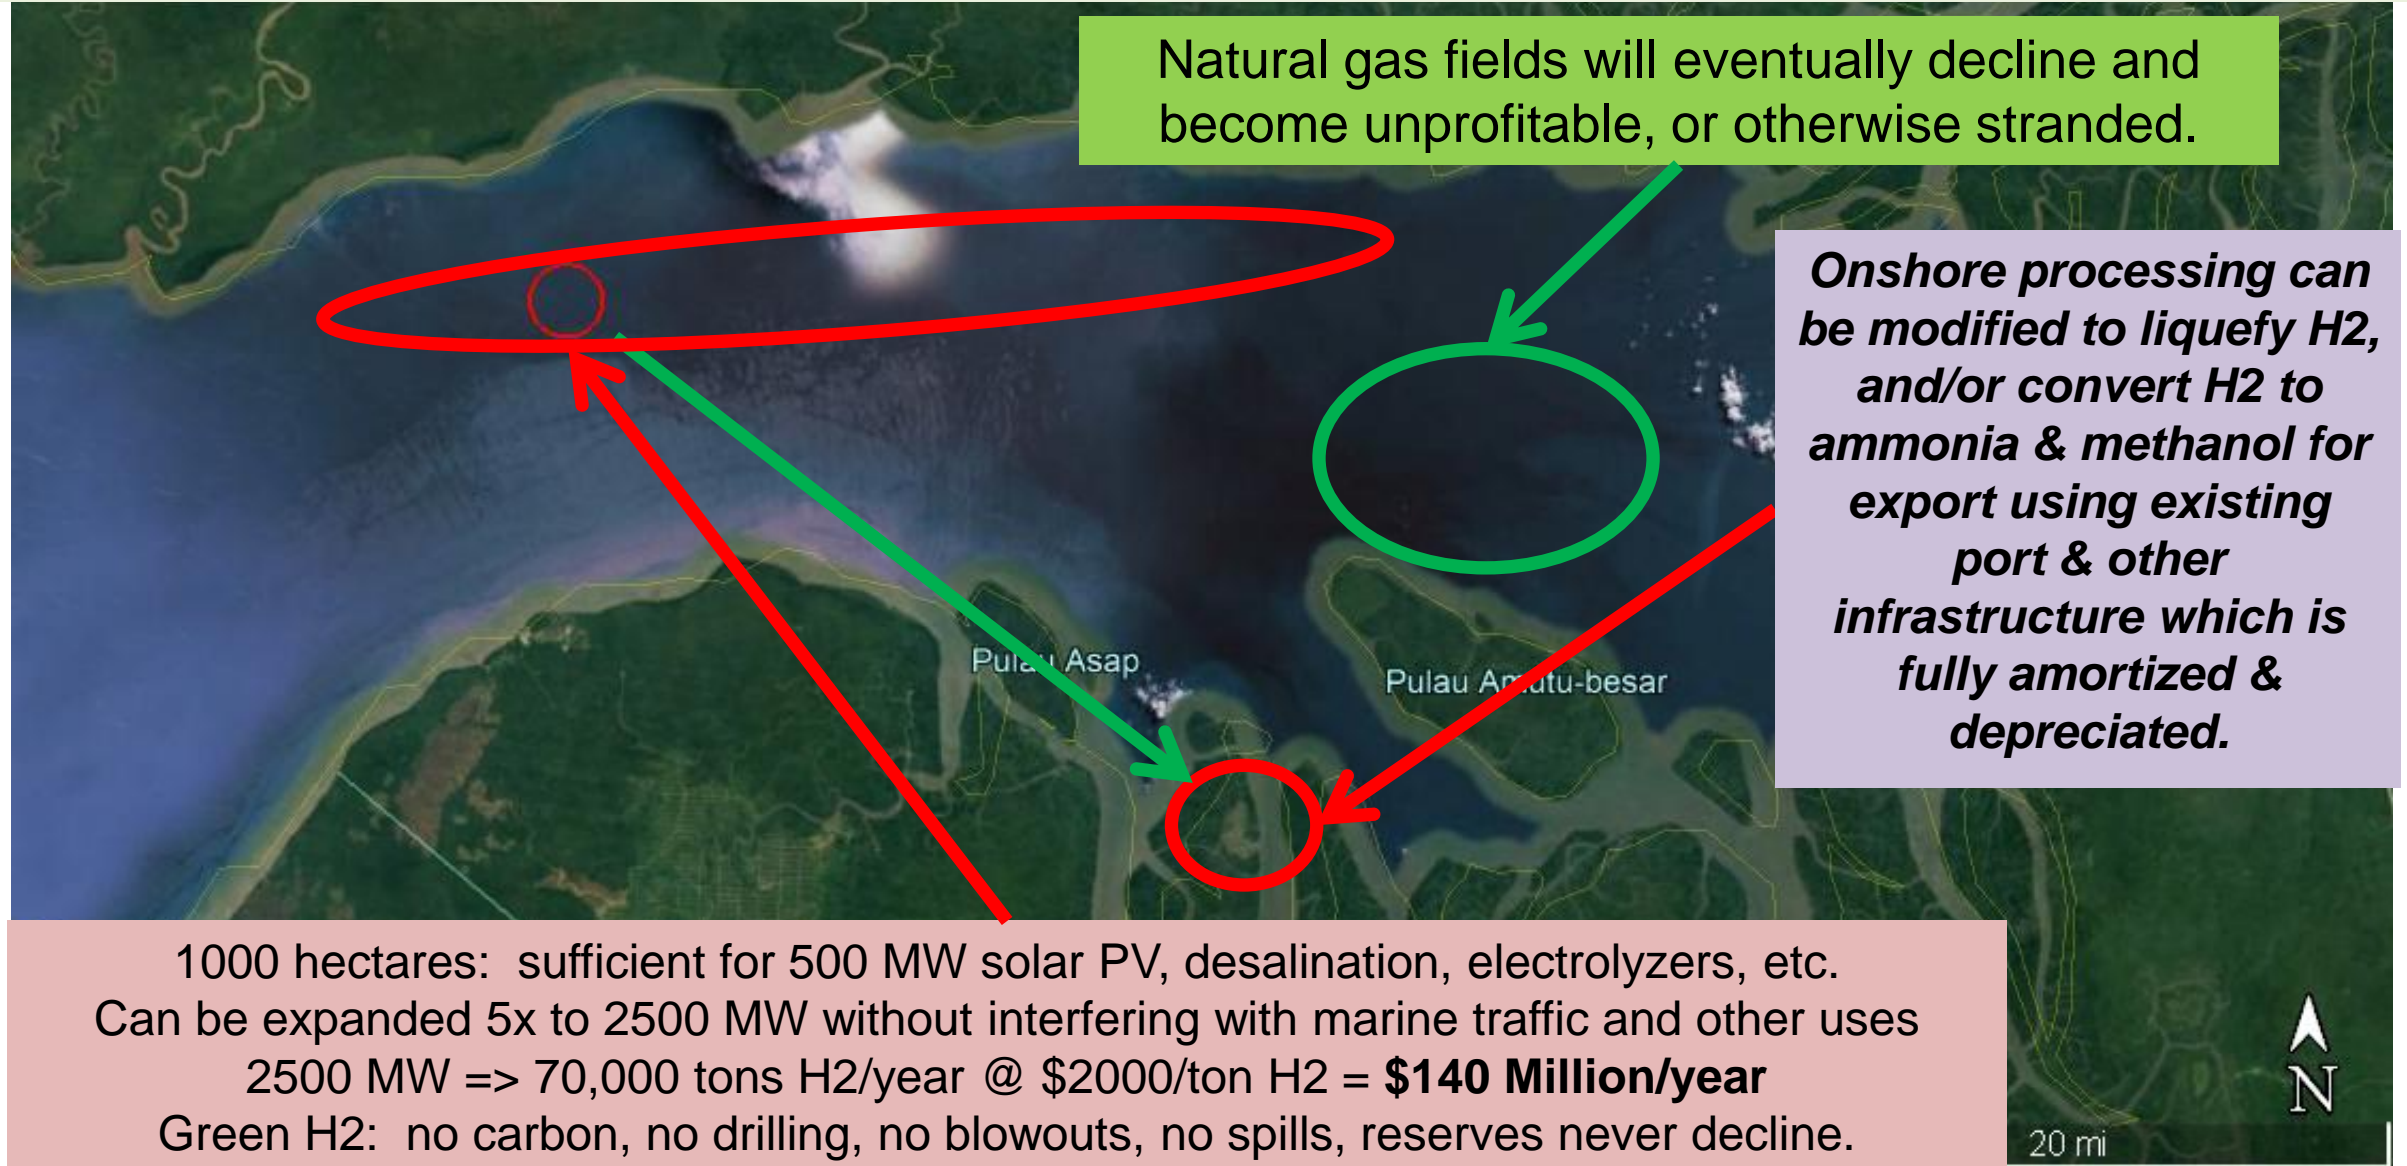 Natural gas fields will eventually decline and
become unprofitable, or otherwise stranded.
Onshore processing can
be modified to liquefy H2,
and/or convert H2 to
ammonia & methanol for
export using existing
port & other
infrastructure which is
fully amortized &
depreciated.
Pulau Asap
Pulau Amutu-besar
1000 hectares:  sufficient for 500 MW solar PV, desalination, electrolyzers, etc.
Can be expanded 5x to 2500 MW without interfering with marine traffic and other uses
2500 MW => 70,000 tons H2/year @ $2000/ton H2 = $140 Million/year
Green H2:  no carbon, no drilling, no blowouts, no spills, reserves never decline.
N
20 mi